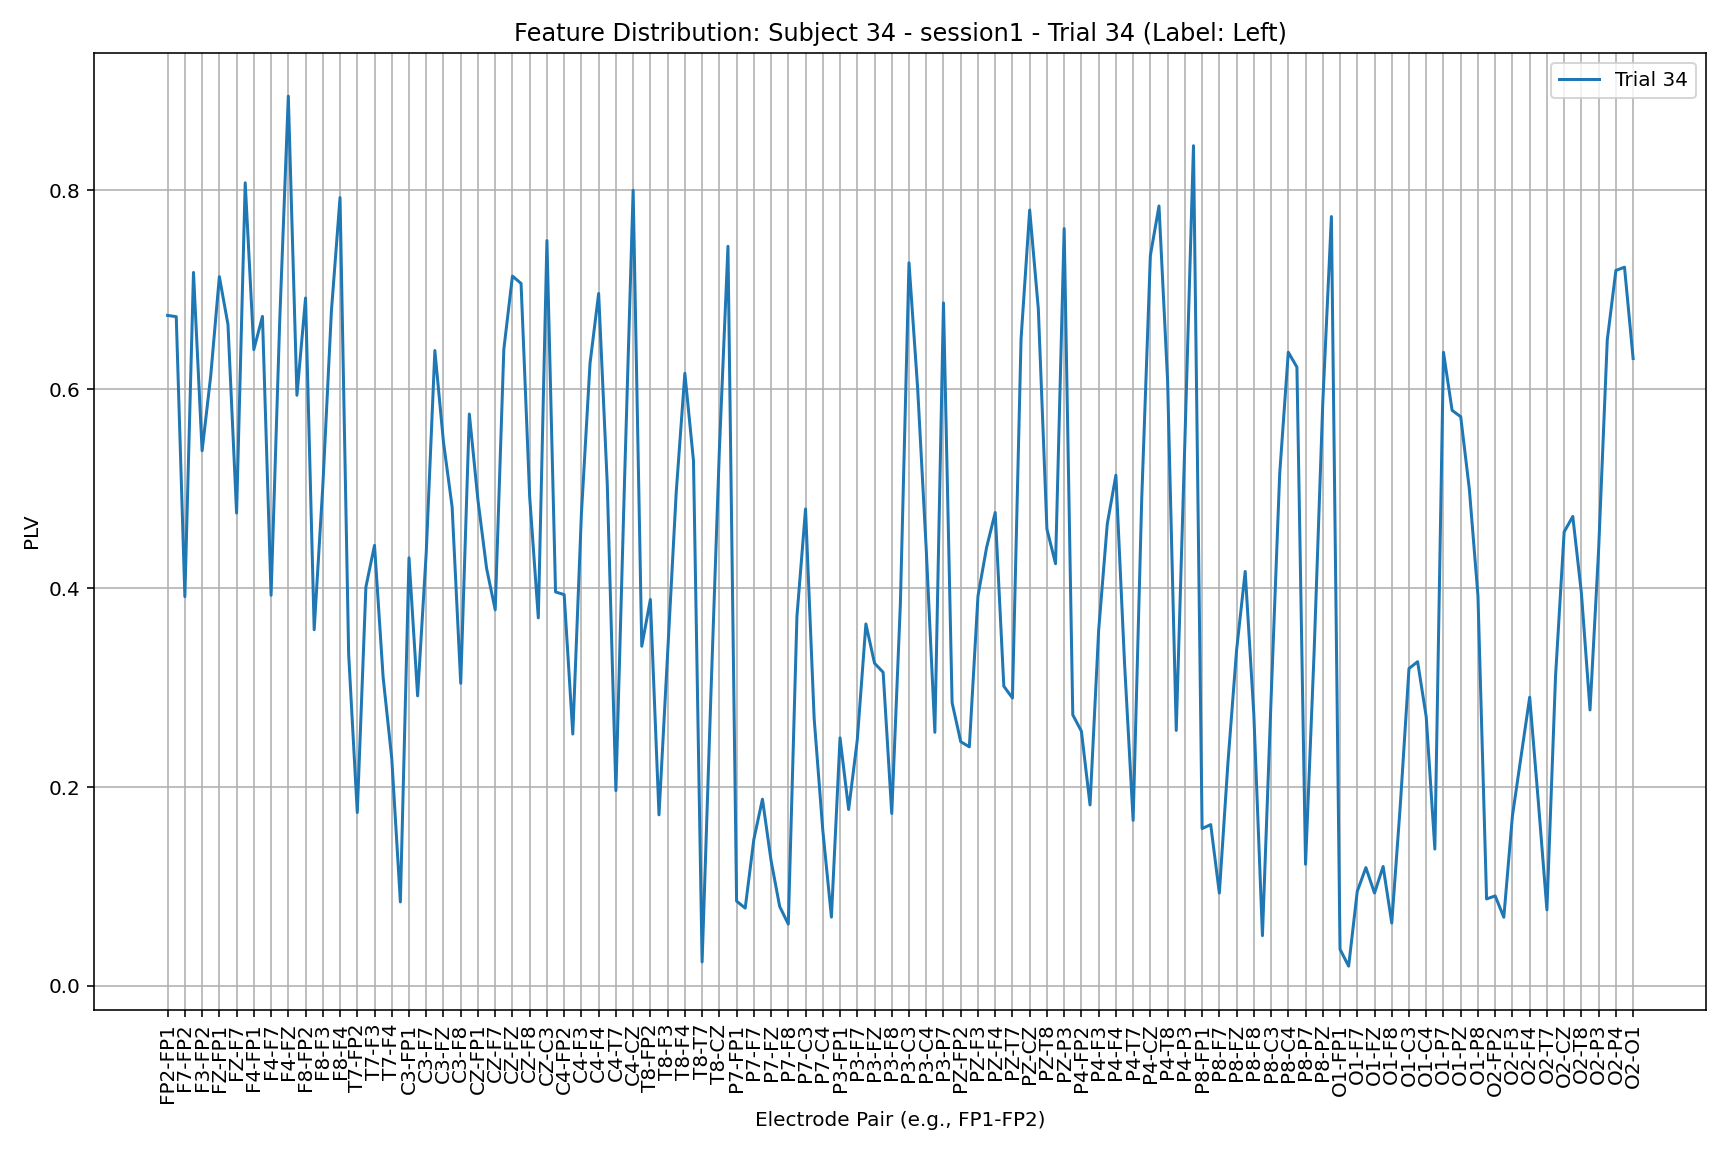 Feature Distribution: Subject 34 - session1 - Trial 34 (Label: Left)
Trial 34
PLV
0.8
0.6
0.4
0.2
0.0
FP2-FP1
F7-FP2
F3-FP2
FZ-FP1
FZ-F7
F4-FP1
F4-F7
F4-FZ
F8-FP2
F8-F3
F8-F4
T7-FP2
T7-F3
T7-F4
C3-FP1
C3-F7
C3-FZ
C3-F8
CZ-FP1
CZ-F7
CZ-FZ
CZ-F8
CZ-C3
C4-FP2
C4-F3
C4-F4
C4-T7
C4-CZ
T8-FP2
T8-F3
T8-F4
T8-T7
T8-CZ
P7-FP1
P7-F7
P7-FZ
P7-F8
P7-C3
P7-C4
P3-FP1
P3-F7
P3-FZ
P3-F8
P3-C3
P3-C4
P3-P7
PZ-FP2
PZ-F3
PZ-F4
PZ-T7
PZ-CZ
PZ-T8
PZ-P3
P4-FP2
P4-F3
P4-F4
P4-T7
P4-CZ
P4-T8
P4-P3
P8-FP1
P8-F7
P8-FZ
P8-F8
P8-C3
P8-C4
P8-P7
P8-PZ
O1-FP1
O1-F7
O1-FZ
O1-F8
O1-C3
O1-C4
O1-P7
O1-PZ
O1-P8
O2-FP2
O2-F3
O2-F4
O2-T7
O2-CZ
O2-T8
O2-P3
O2-P4
O2-O1
Electrode Pair (e.g., FP1-FP2)